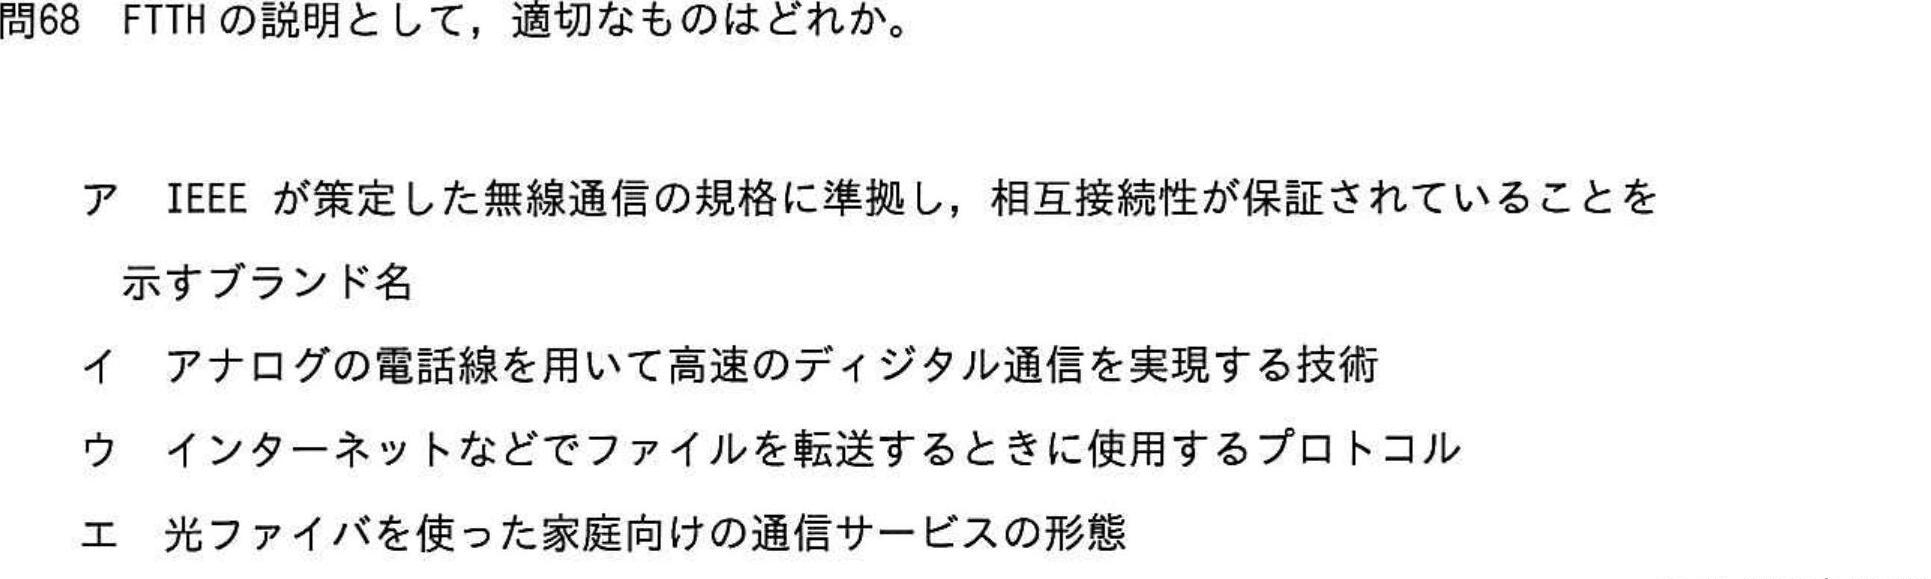 問68　FTTH の説明として，適切なものはどれか。
ア　IEEE が策定した無線通信の規格に準拠し，相互接続性が保証されていることを
示すブランド名
イ　アナログの電話線を用いて高速のディジタル通信を実現する技術
ウ　インターネットなどでファイルを転送するときに使用するプロトコル
エ　光ファイバを使った家庭向けの通信サービスの形態